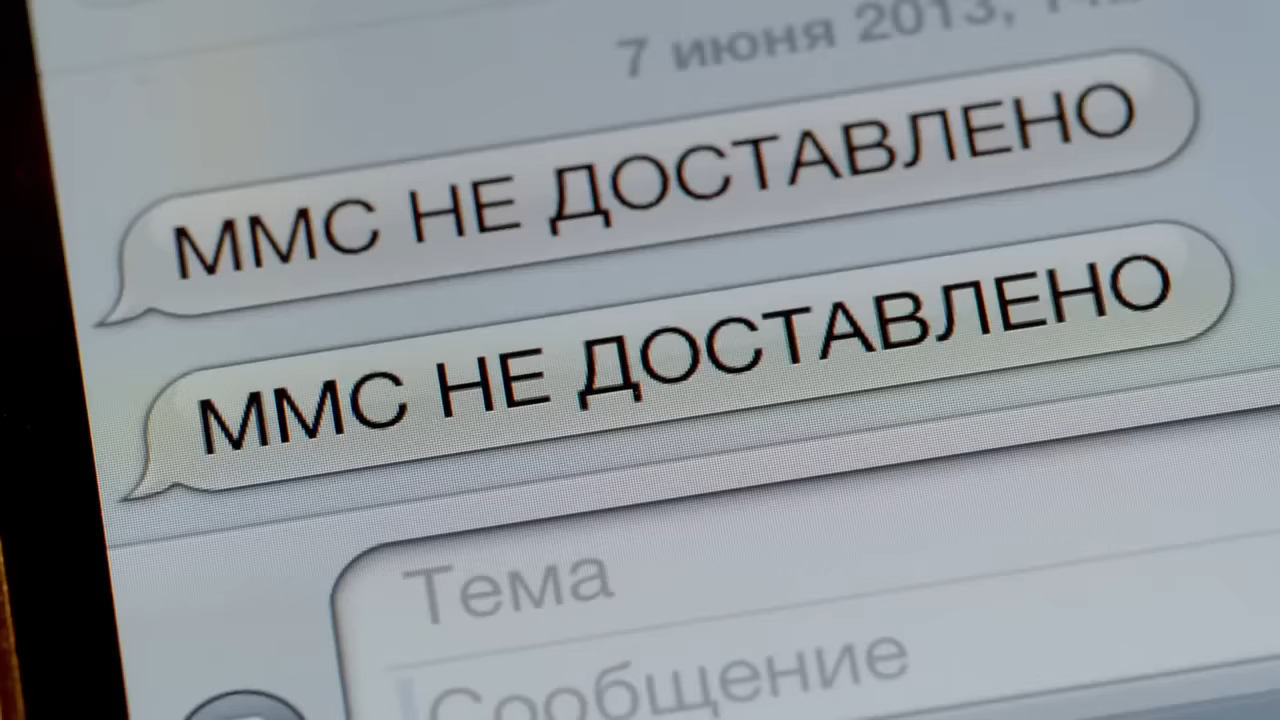 7 июня 2013,
ММС НЕ ДОСТАВЛЕНО
ММС НЕ ДОСТАВЛЕНО
Тема
Сообщение